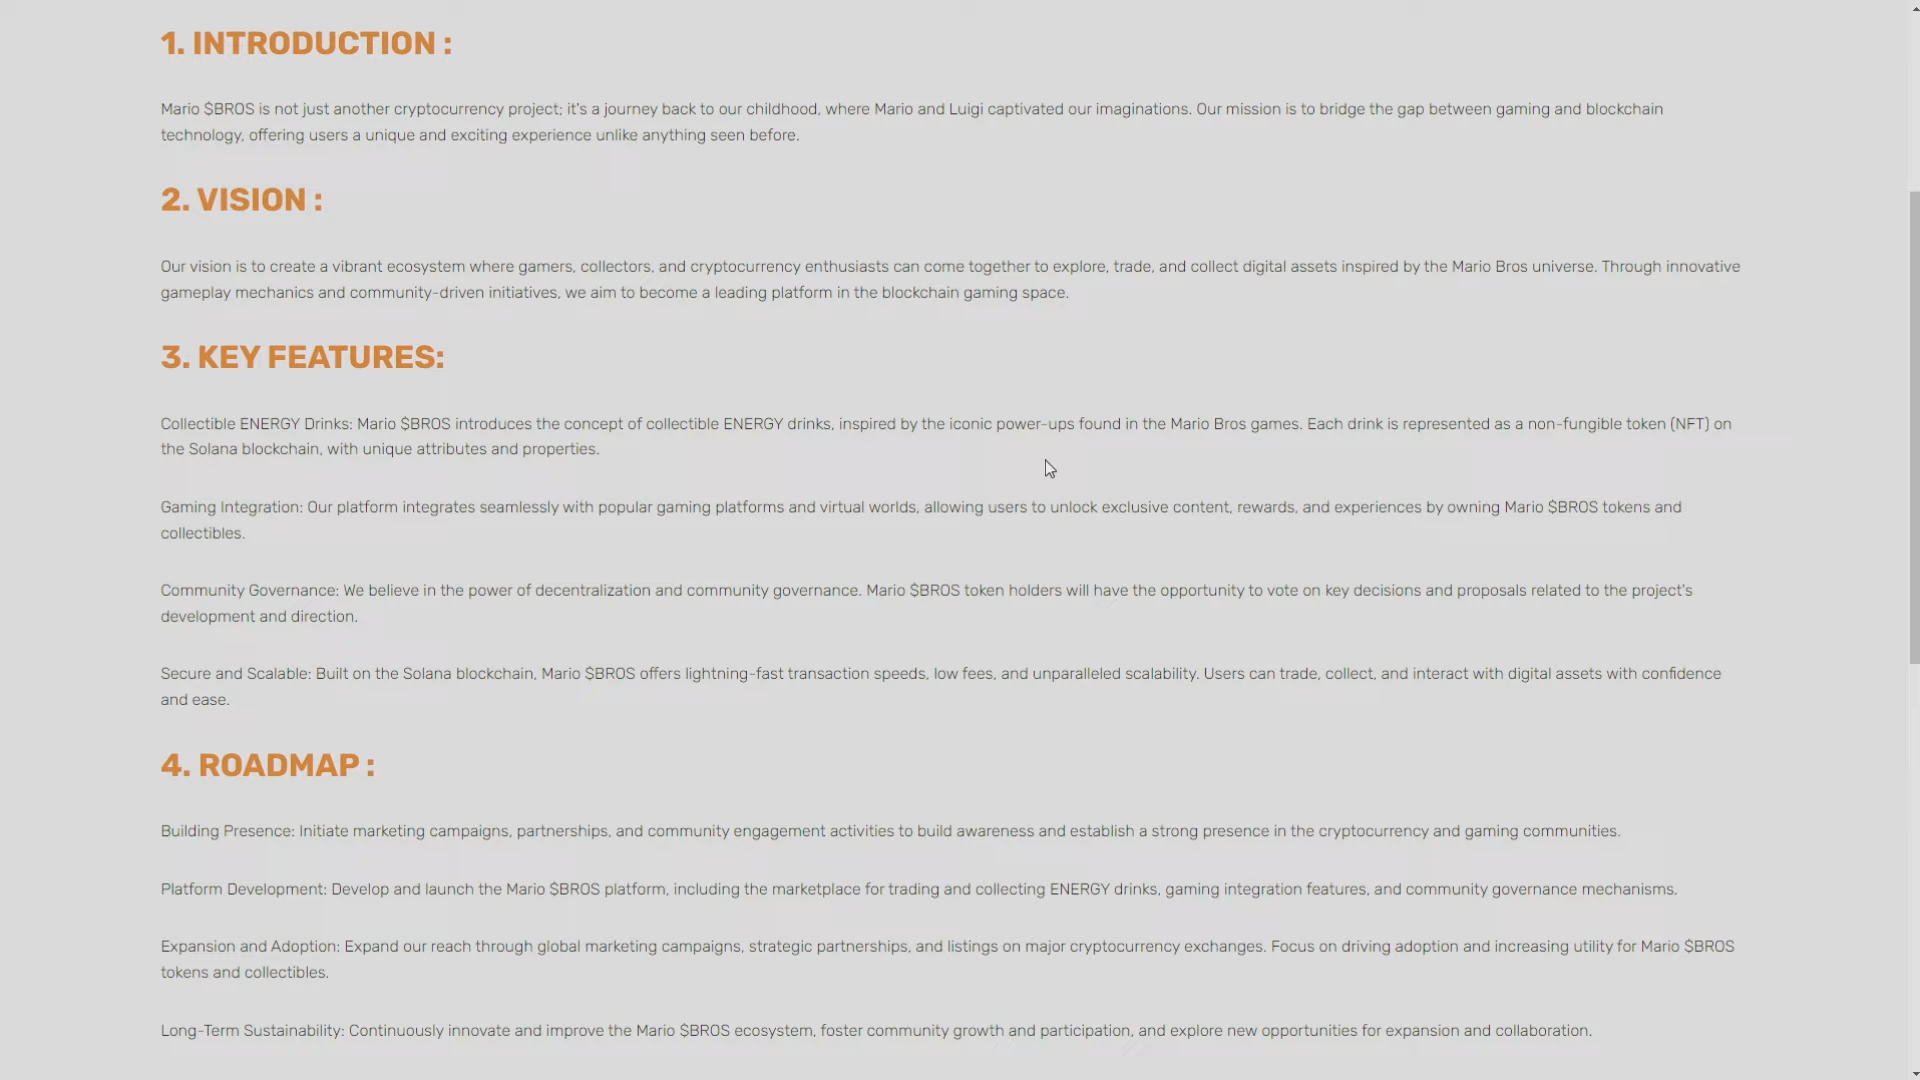 1. INTRODUCTION :
Mario $BROS is not just another cryptocurrency project; it's a journey back to our childhood, where Mario and Luigi captivated our imaginations. Our mission is to bridge the gap between gaming and blockchain
technology, offering users a unique and exciting experience unlike anything seen before.
2. VISION :
Our vision is to create a vibrant ecosystem where gamers, collectors, and cryptocurrency enthusiasts can come together to explore, trade, and collect digital assets inspired by the Mario Bros universe. Through innovative
gameplay mechanics and community-driven initiatives, we aim to become a leading platform in the blockchain gaming space.
3. KEY FEATURES:
Collectible ENERGY Drinks: Mario $BROS introduces the concept of collectible ENERGY drinks, inspired by the iconic power-ups found in the Mario Bros games. Each drink is represented as a non-fungible token (NFT) on
the Solana blockchain, with unique attributes and properties.
Gaming Integration: Our platform integrates seamlessly with popular gaming platforms and virtual worlds, allowing users to unlock exclusive content, rewards, and experiences by owning Mario $BROS tokens and
collectibles.
Community Governance: We believe in the power of decentralization and community governance. Mario $BROS token holders will have the opportunity to vote on key decisions and proposals related to the project's
development and direction.
Secure and Scalable: Built on the Solana blockchain, Mario $BROS offers lightning-fast transaction speeds, low fees, and unparalleled scalability. Users can trade, collect, and interact with digital assets with confidence
and ease.
4. ROADMAP :
Building Presence: Initiate marketing campaigns, partnerships, and community engagement activities to build awareness and establish a strong presence in the cryptocurrency and gaming communities.
Platform Development: Develop and launch the Mario $BROS platform, including the marketplace for trading and collecting ENERGY drinks, gaming integration features, and community governance mechanisms.
Expansion and Adoption: Expand our reach through global marketing campaigns, strategic partnerships, and listings on major cryptocurrency exchanges. Focus on driving adoption and increasing utility for Mario $BROS
tokens and collectibles.
Long-Term Sustainability: Continuously innovate and improve the Mario $BROS ecosystem, foster community growth and participation, and explore new opportunities for expansion and collaboration.